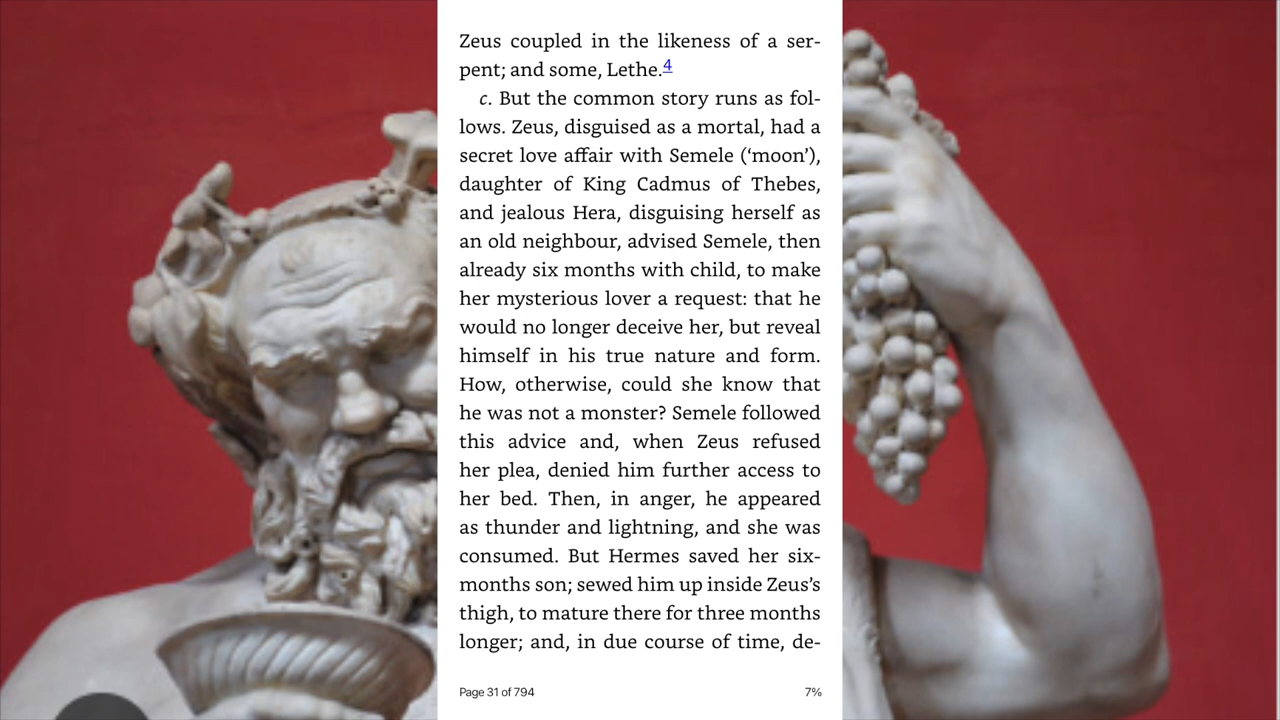 Zeus coupled in the likeness of a ser-
pent; and some, Lethe.4
c. But the common story runs as fol-
lows. Zeus, disguised as a mortal, had a
secret love affair with Semele (‘moon’),
daughter of King Cadmus of Thebes,
and jealous Hera, disguising herself as
an old neighbour, advised Semele, then
already six months with child, to make
her mysterious lover a request: that he
would no longer deceive her, but reveal
himself in his true nature and form.
How, otherwise, could she know that
he was not a monster? Semele followed
this advice and, when Zeus refused
her plea, denied him further access to
her bed. Then, in anger, he appeared
as thunder and lightning, and she was
consumed. But Hermes saved her six-
months son; sewed him up inside Zeus’s
thigh, to mature there for three months
longer; and, in due course of time, de-
Page 31 of 794
7%